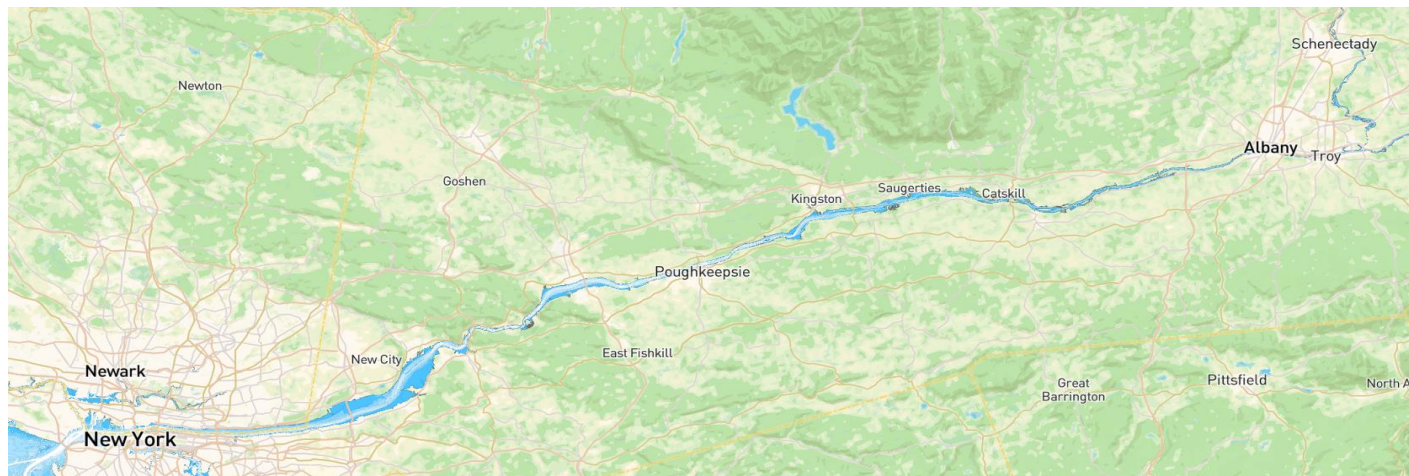 Schenectady
Newton
Albany
Troy
Goshen
Saugerties
Catskill
Kingston
Poughkeepsie
East Fishkill
New City
Newark
Great
Barrington
Pittsfield
North A
New York